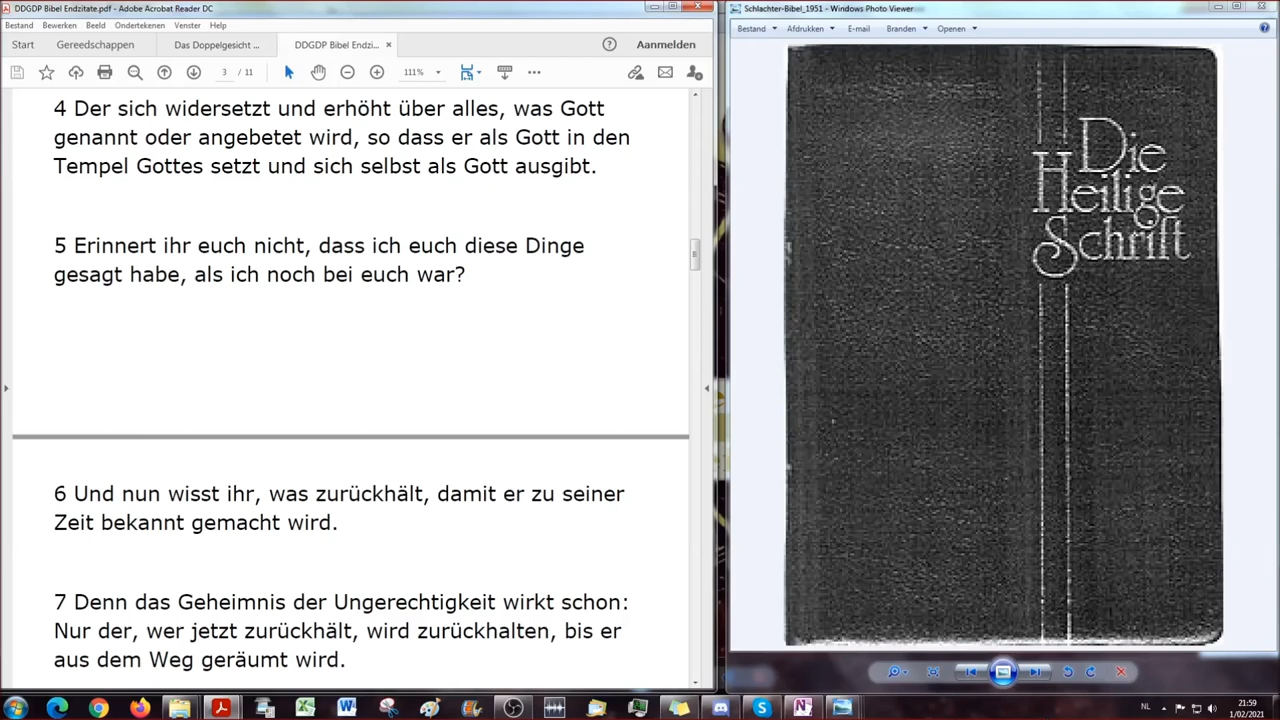 DDGDP Bibel Endzitate.pdf - Adobe Acrobat Reader DC
Bestand Bewerken Beeld Ondertekenen Venster Help
Start Gereedschappen Das Doppelgesicht ... DDGDP Bibel Endzi... × Aanmelden
3 / 11 111%
4 Der sich widersetzt und erhöht über alles, was Gott
genannt oder angebetet wird, so dass er als Gott in den
Tempel Gottes setzt und sich selbst als Gott ausgibt.
5 Erinnert ihr euch nicht, dass ich euch diese Dinge
gesagt habe, als ich noch bei euch war?
6 Und nun wisst ihr, was zurückhält, damit er zu seiner
Zeit bekannt gemacht wird.
7 Denn das Geheimnis der Ungerechtigkeit wirkt schon:
Nur der, wer jetzt zurückhält, wird zurückhalten, bis er
aus dem Weg geräumt wird.
Schlachter-Bibel_1951 - Windows Photo Viewer
Bestand Afdrukken E-mail Branden Openen
Die
Heilige
Schrift
NL 21:59
1/02/2021